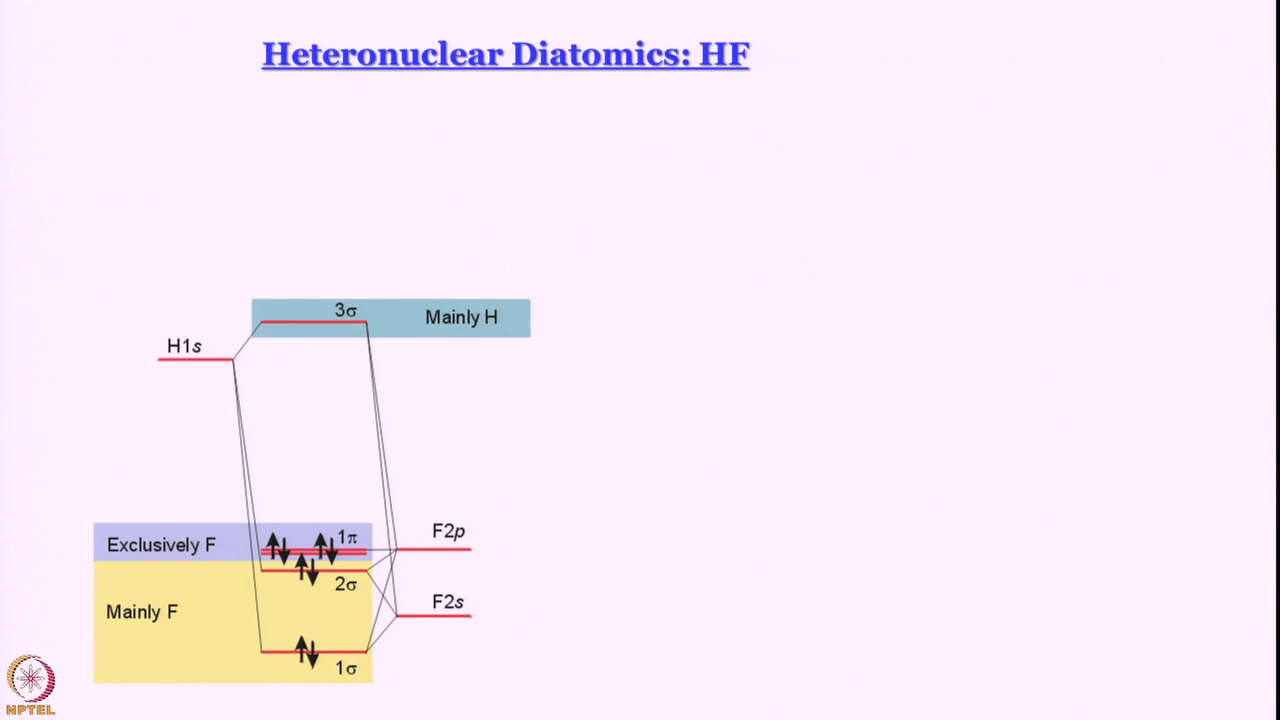 Heteronuclear Diatomics: HF
3σ
Mainly H
H1s
Exclusively F
1π
F2p
2σ
Mainly F
F2s
1σ
NPTEL